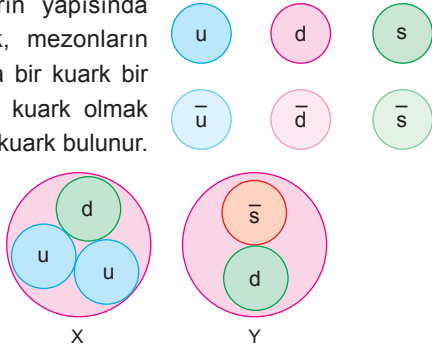 rın yapısında
k, mezonların
a bir kuark bir
kuark olmak
kuark bulunur.
u d s
u̅ d̅ s̅
d
u u
s̅
d
X Y